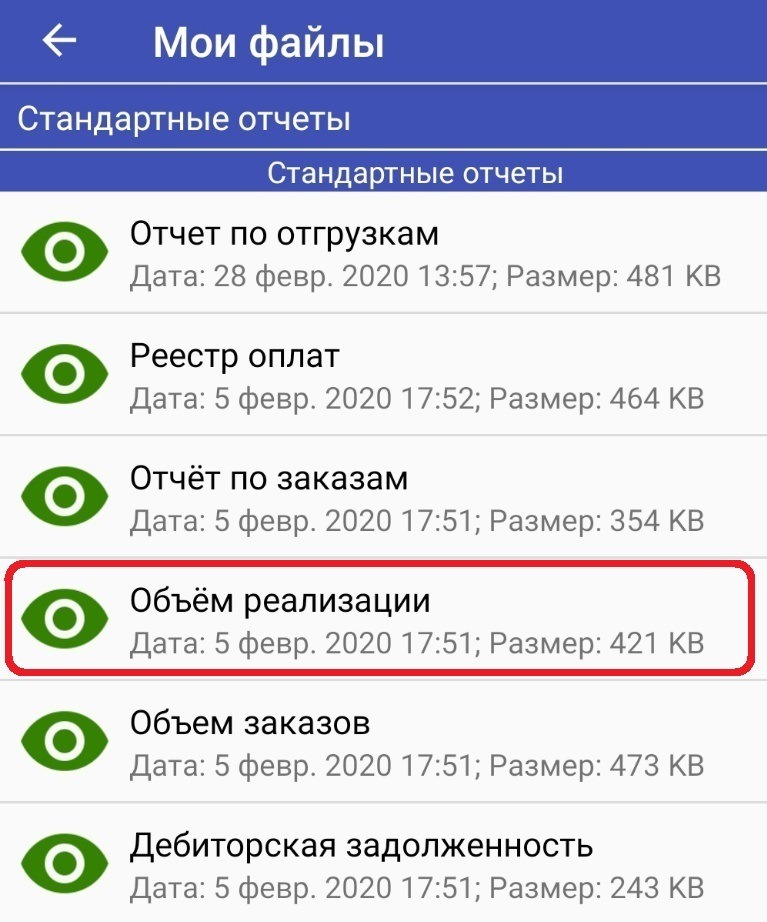 Мои файлы
Стандартные отчеты
Стандартные отчеты
Отчет по отгрузкам
Дата: 28 февр. 2020 13:57; Размер: 481 KB
Реестр оплат
Дата: 5 февр. 2020 17:52; Размер: 464 KB
Отчёт по заказам
Дата: 5 февр. 2020 17:51; Размер: 354 KB
Объём реализации
Дата: 5 февр. 2020 17:51; Размер: 421 KB
Объем заказов
Дата: 5 февр. 2020 17:51; Размер: 473 KB
Дебиторская задолженность
Дата: 5 февр. 2020 17:51; Размер: 243 KB